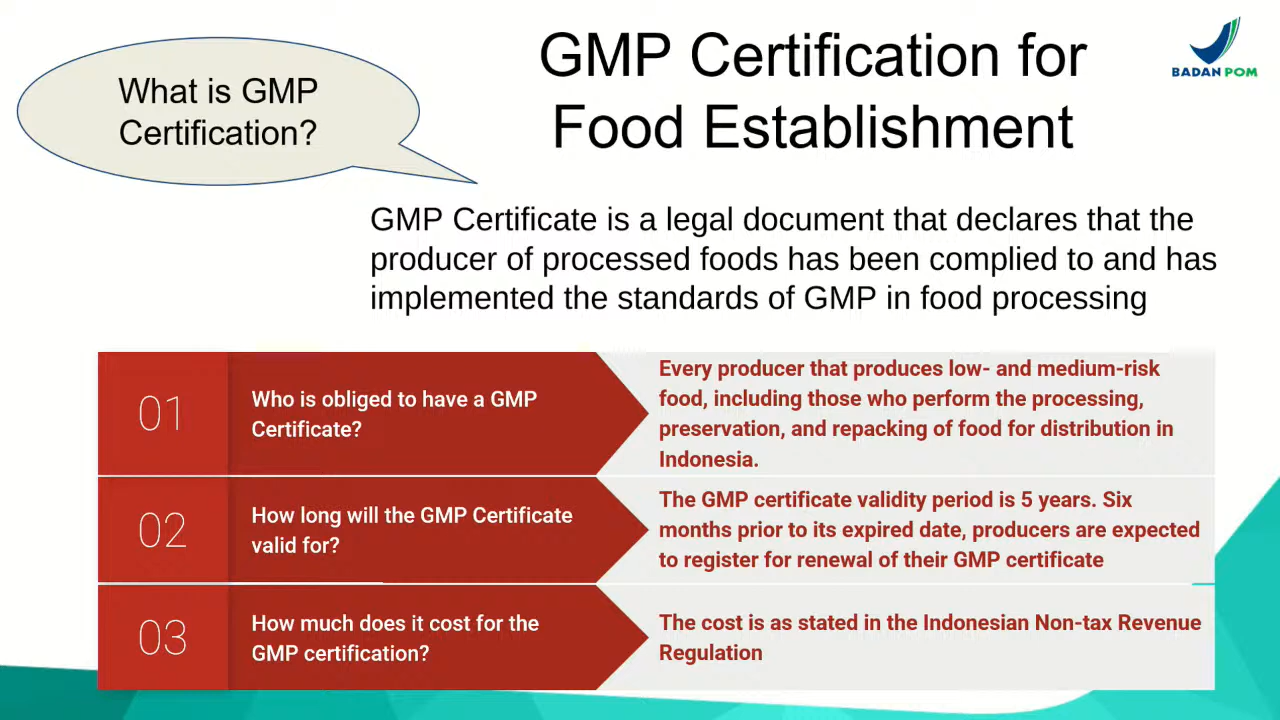 What is GMP
Certification?
GMP Certification for
Food Establishment
BADAN POM
GMP Certificate is a legal document that declares that the
producer of processed foods has been complied to and has
implemented the standards of GMP in food processing
01
Who is obliged to have a GMP
Certificate?
Every producer that produces low- and medium-risk
food, including those who perform the processing,
preservation, and repacking of food for distribution in
Indonesia.
02
How long will the GMP Certificate
valid for?
The GMP certificate validity period is 5 years. Six
months prior to its expired date, producers are expected
to register for renewal of their GMP certificate
03
How much does it cost for the
GMP certification?
The cost is as stated in the Indonesian Non-tax Revenue
Regulation